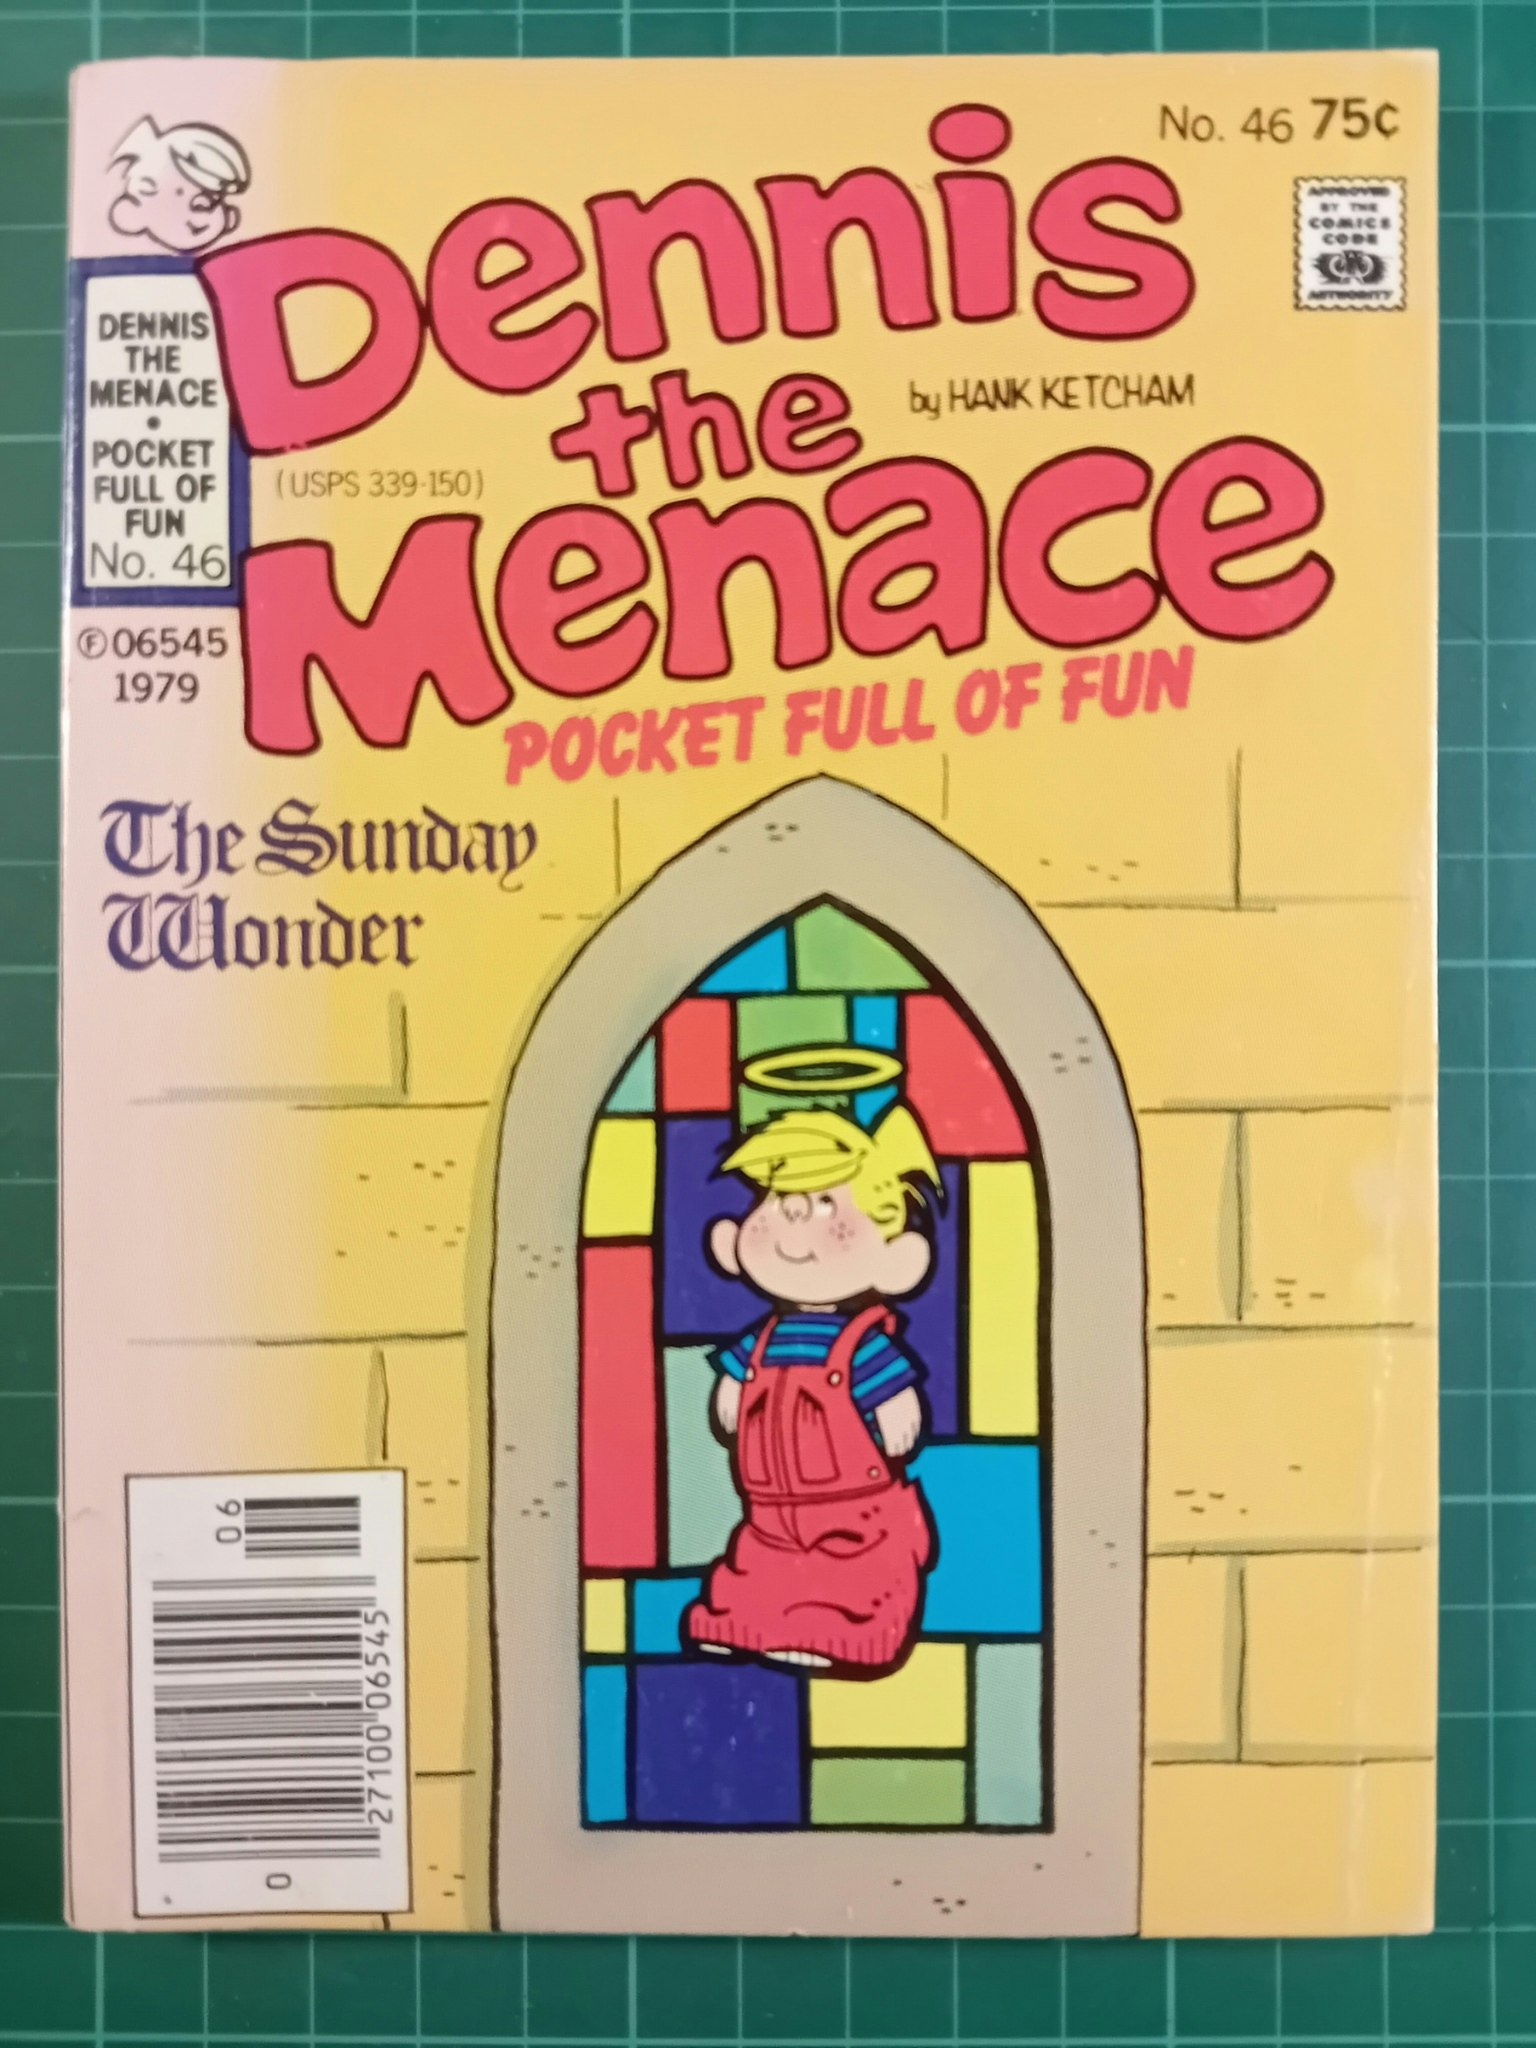 No. 46 75¢
Dennis
the
Menace
by HANK KETCHAM
(USPS 339-150)
POCKET FULL OF FUN
APPROVED
BY THE
COMICS
CODE
AUTHORITY
DENNIS
THE
MENACE
•
POCKET
FULL OF
FUN
No. 46
Ⓕ06545
1979
The Sunday
Wonder
06
27100 06545
0